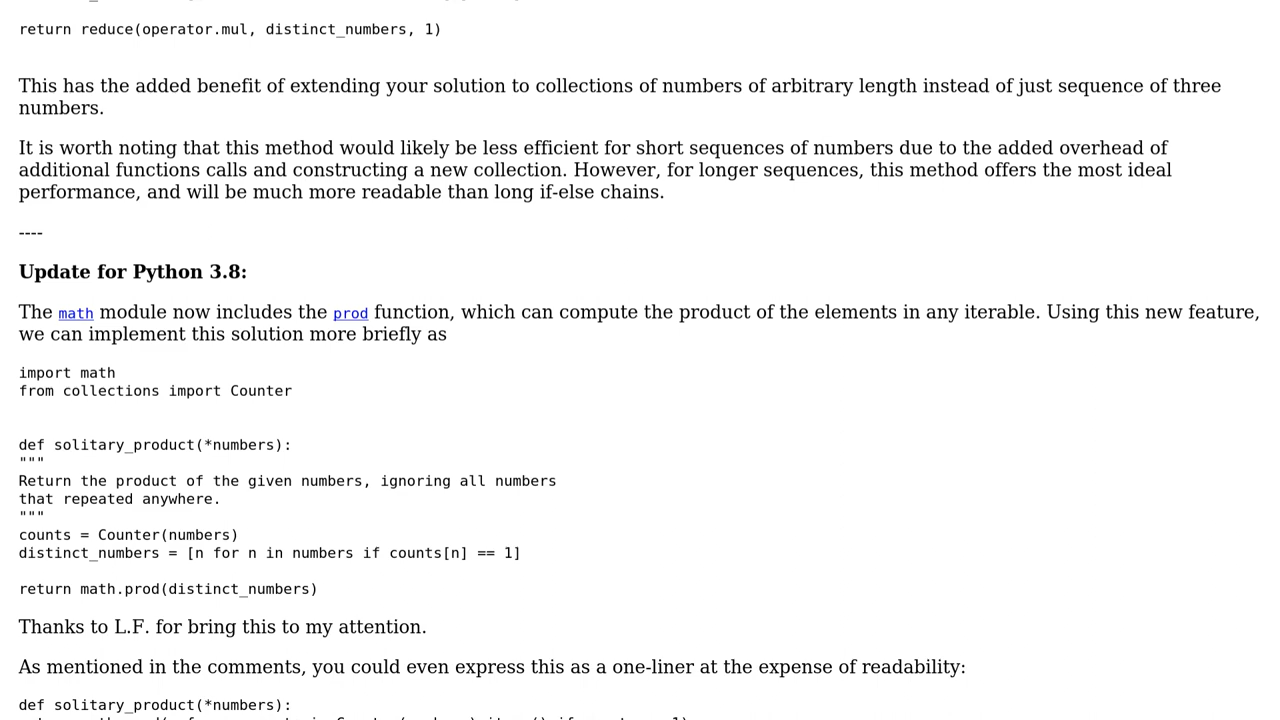 return reduce(operator.mul, distinct_numbers, 1)
This has the added benefit of extending your solution to collections of numbers of arbitrary length instead of just sequence of three
numbers.
It is worth noting that this method would likely be less efficient for short sequences of numbers due to the added overhead of
additional functions calls and constructing a new collection. However, for longer sequences, this method offers the most ideal
performance, and will be much more readable than long if-else chains.
----
Update for Python 3.8:
The math module now includes the prod function, which can compute the product of the elements in any iterable. Using this new feature,
we can implement this solution more briefly as
import math
from collections import Counter
def solitary_product(*numbers):
"""
Return the product of the given numbers, ignoring all numbers
that repeated anywhere.
"""
counts = Counter(numbers)
distinct_numbers = [n for n in numbers if counts[n] == 1]
return math.prod(distinct_numbers)
Thanks to L.F. for bring this to my attention.
As mentioned in the comments, you could even express this as a one-liner at the expense of readability:
def solitary_product(*numbers):